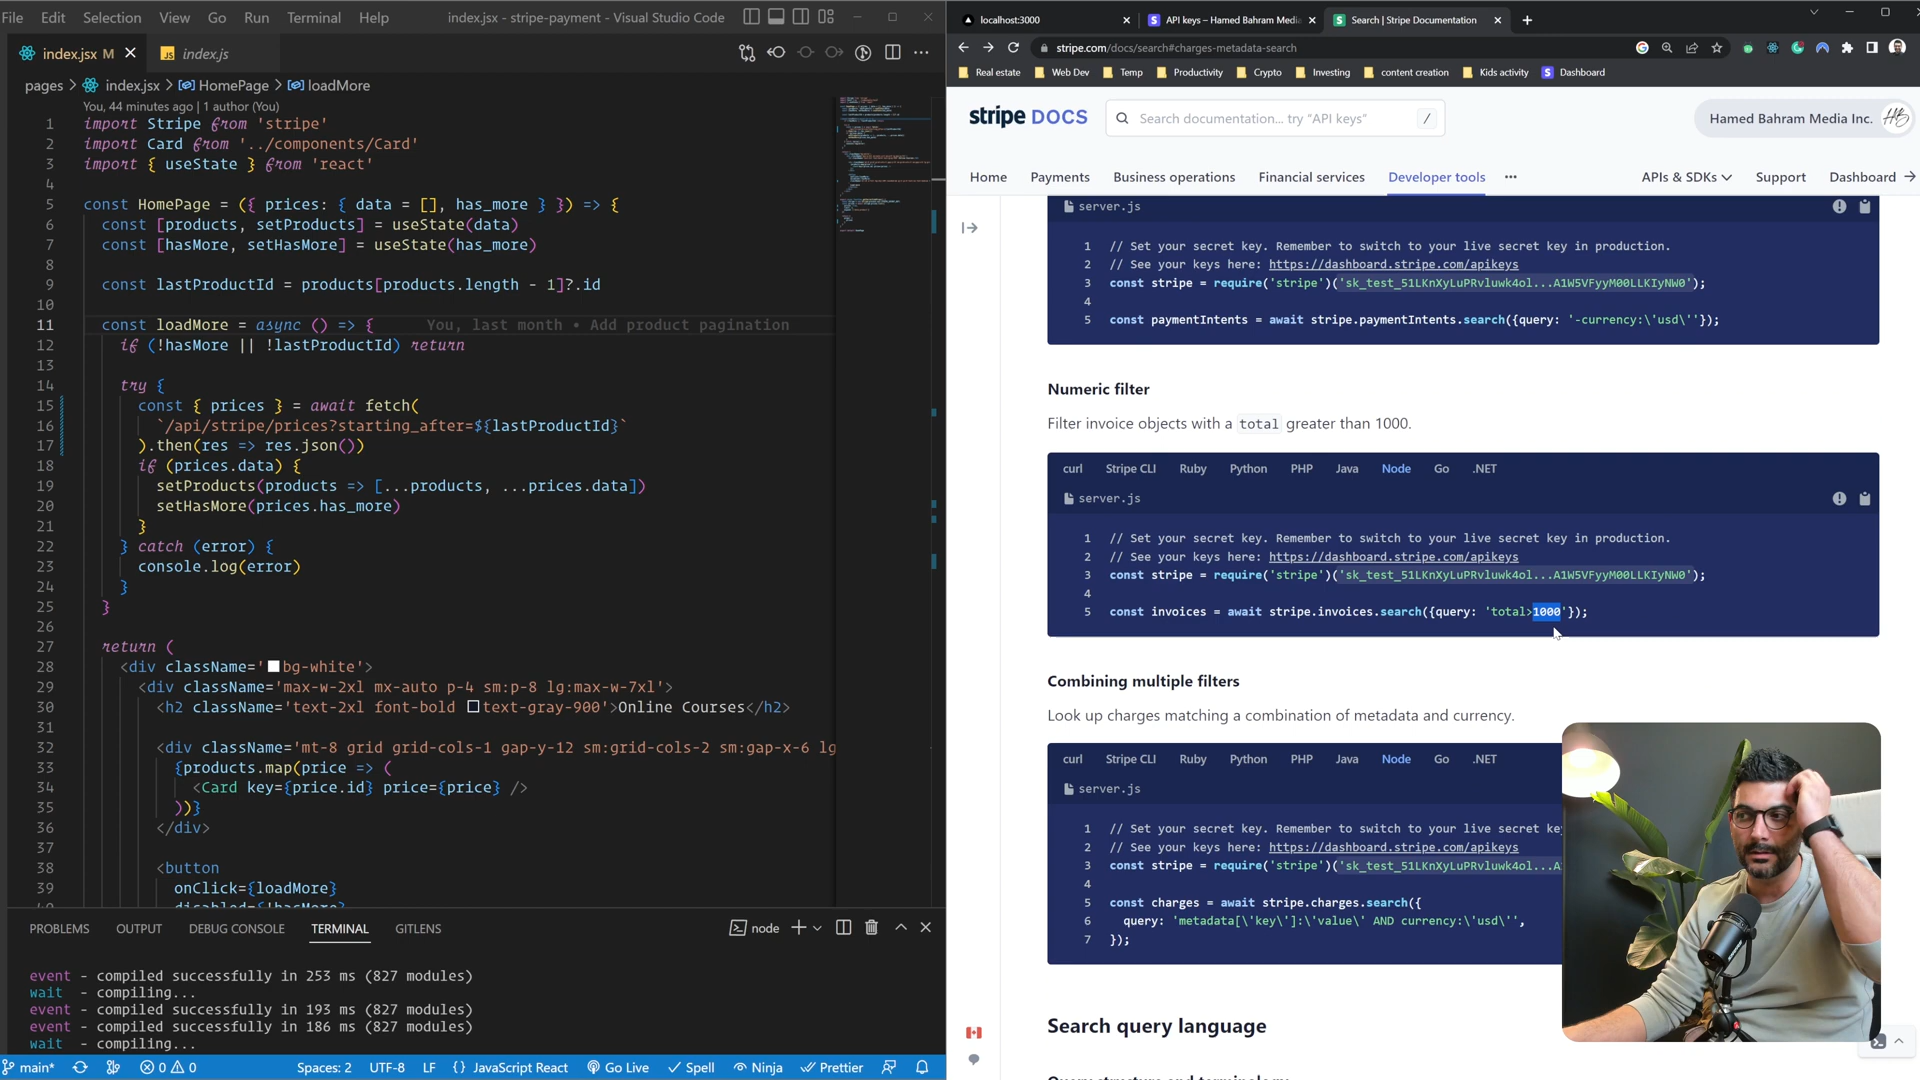 File Edit Selection View Go Run Terminal Help
index.jsx - stripe-payment - Visual Studio Code
index.jsx M
JS index.js
pages > index.jsx > HomePage > loadMore
You, 44 minutes ago | 1 author (You)
1 import Stripe from 'stripe'
2 import Card from '../components/Card'
3 import { useState } from 'react'
4
5 const HomePage = ({ prices: { data = [], has_more } }) => {
6 const [products, setProducts] = useState(data)
7 const [hasMore, setHasMore] = useState(has_more)
8
9 const lastProductId = products[products.length - 1]?.id
10
11 const loadMore = async () => { You, last month • Add product pagination
12 if (!hasMore || !lastProductId) return
13
14 try {
15 const { prices } = await fetch(
16 `/api/stripe/prices?starting_after=${lastProductId}`
17 ).then(res => res.json())
18 if (prices.data) {
19 setProducts(products => [...products, ...prices.data])
20 setHasMore(prices.has_more)
21 }
22 } catch (error) {
23 console.log(error)
24 }
25 }
26
27 return (
28 <div className='bg-white'>
29 <div className='max-w-2xl mx-auto p-4 sm:p-8 lg:max-w-7xl'>
30 <h2 className='text-2xl font-bold text-gray-900'>Online Courses</h2>
31
32 <div className='mt-8 grid grid-cols-1 gap-y-12 sm:grid-cols-2 sm:gap-x-6 lg
33 {products.map(price => (
34 <Card key={price.id} price={price} />
35 ))}
36 </div>
37
38 <button
39 onClick={loadMore}
40 disabled={!hasMore}
PROBLEMS OUTPUT DEBUG CONSOLE TERMINAL GITLENS
node
event - compiled successfully in 253 ms (827 modules)
wait - compiling...
event - compiled successfully in 193 ms (827 modules)
event - compiled successfully in 186 ms (827 modules)
wait - compiling...
main* 0 0 Spaces: 2 UTF-8 LF {} JavaScript React Go Live Spell Ninja Prettier
localhost:3000
API keys – Hamed Bahram Media
Search | Stripe Documentation
stripe.com/docs/search#charges-metadata-search
Real estate Web Dev Temp Productivity Crypto Investing content creation Kids activity Dashboard
stripe DOCS
Search documentation... try "API keys" /
Hamed Bahram Media Inc. HB
Home Payments Business operations Financial services Developer tools
APIs & SDKs Support Dashboard
server.js
1 // Set your secret key. Remember to switch to your live secret key in production.
2 // See your keys here: https://dashboard.stripe.com/apikeys
3 const stripe = require('stripe')('sk_test_51LKnXyLuPRvluwk4ol...A1W5VFyyM00LLKIyNW0');
4
5 const paymentIntents = await stripe.paymentIntents.search({query: '-currency:\'usd\''});
Numeric filter
Filter invoice objects with a total greater than 1000.
curl Stripe CLI Ruby Python PHP Java Node Go .NET
server.js
1 // Set your secret key. Remember to switch to your live secret key in production.
2 // See your keys here: https://dashboard.stripe.com/apikeys
3 const stripe = require('stripe')('sk_test_51LKnXyLuPRvluwk4ol...A1W5VFyyM00LLKIyNW0');
4
5 const invoices = await stripe.invoices.search({query: 'total>1000'});
Combining multiple filters
Look up charges matching a combination of metadata and currency.
curl Stripe CLI Ruby Python PHP Java Node Go .NET
server.js
1 // Set your secret key. Remember to switch to your live secret key
2 // See your keys here: https://dashboard.stripe.com/apikeys
3 const stripe = require('stripe')('sk_test_51LKnXyLuPRvluwk4ol...A
4
5 const charges = await stripe.charges.search({
6 query: 'metadata[\'key\']:\'value\' AND currency:\'usd\'',
7 });
Search query language
Query structure and terminology